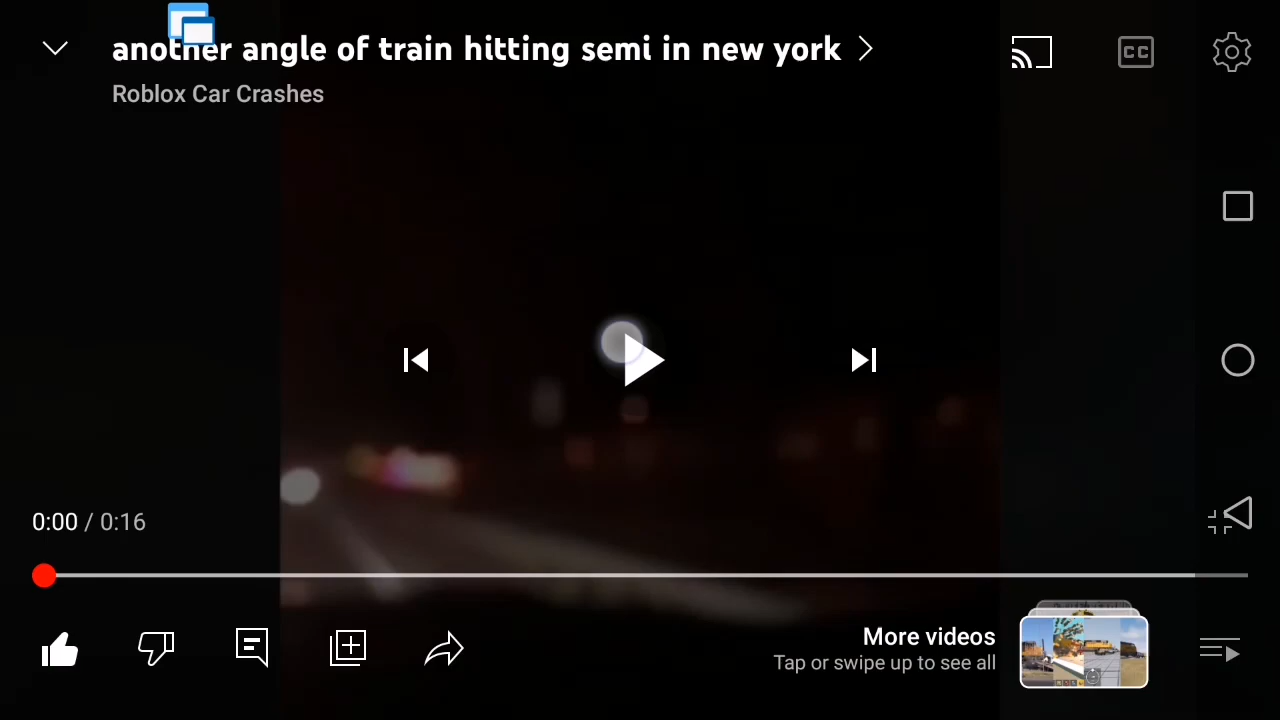 another angle of train hitting semi in new york
Roblox Car Crashes
CC
0:00 / 0:16
More videos
Tap or swipe up to see all